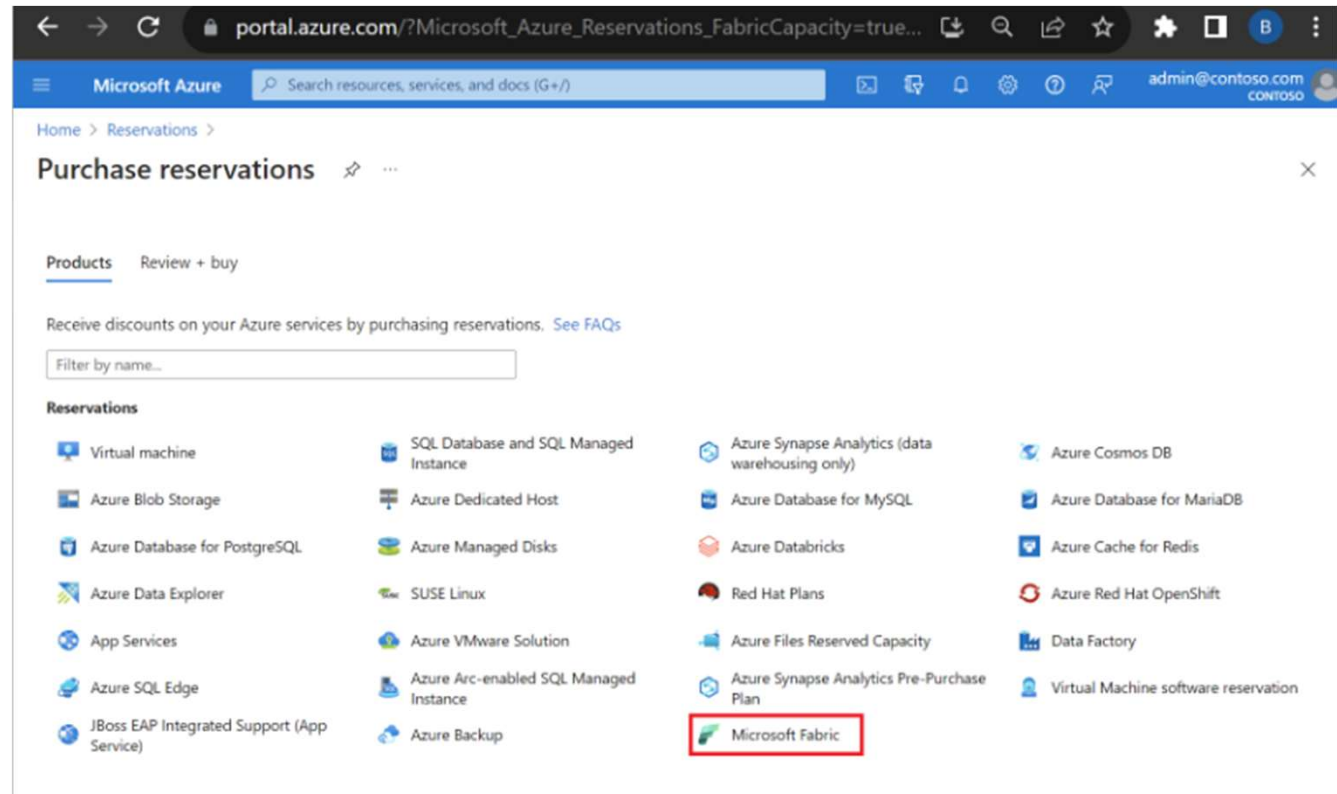 portal.azure.com/?Microsoft_Azure_Reservations_FabricCapacity=true...
B
Microsoft Azure
Search resources, services, and docs (G+/)
admin@contoso.com
CONTOSO
Home > Reservations >
Purchase reservations
Products
Review + buy
Receive discounts on your Azure services by purchasing reservations. See FAQs
Filter by name...
Reservations
Virtual machine
SQL Database and SQL Managed
Instance
Azure Synapse Analytics (data
warehousing only)
Azure Cosmos DB
Azure Blob Storage
Azure Dedicated Host
Azure Database for MySQL
Azure Database for MariaDB
Azure Database for PostgreSQL
Azure Managed Disks
Azure Databricks
Azure Cache for Redis
Azure Data Explorer
SUSE Linux
Red Hat Plans
Azure Red Hat OpenShift
App Services
Azure VMware Solution
Azure Files Reserved Capacity
Data Factory
Azure SQL Edge
Azure Arc-enabled SQL Managed
Instance
Azure Synapse Analytics Pre-Purchase
Plan
Virtual Machine software reservation
JBoss EAP Integrated Support (App
Service)
Azure Backup
Microsoft Fabric